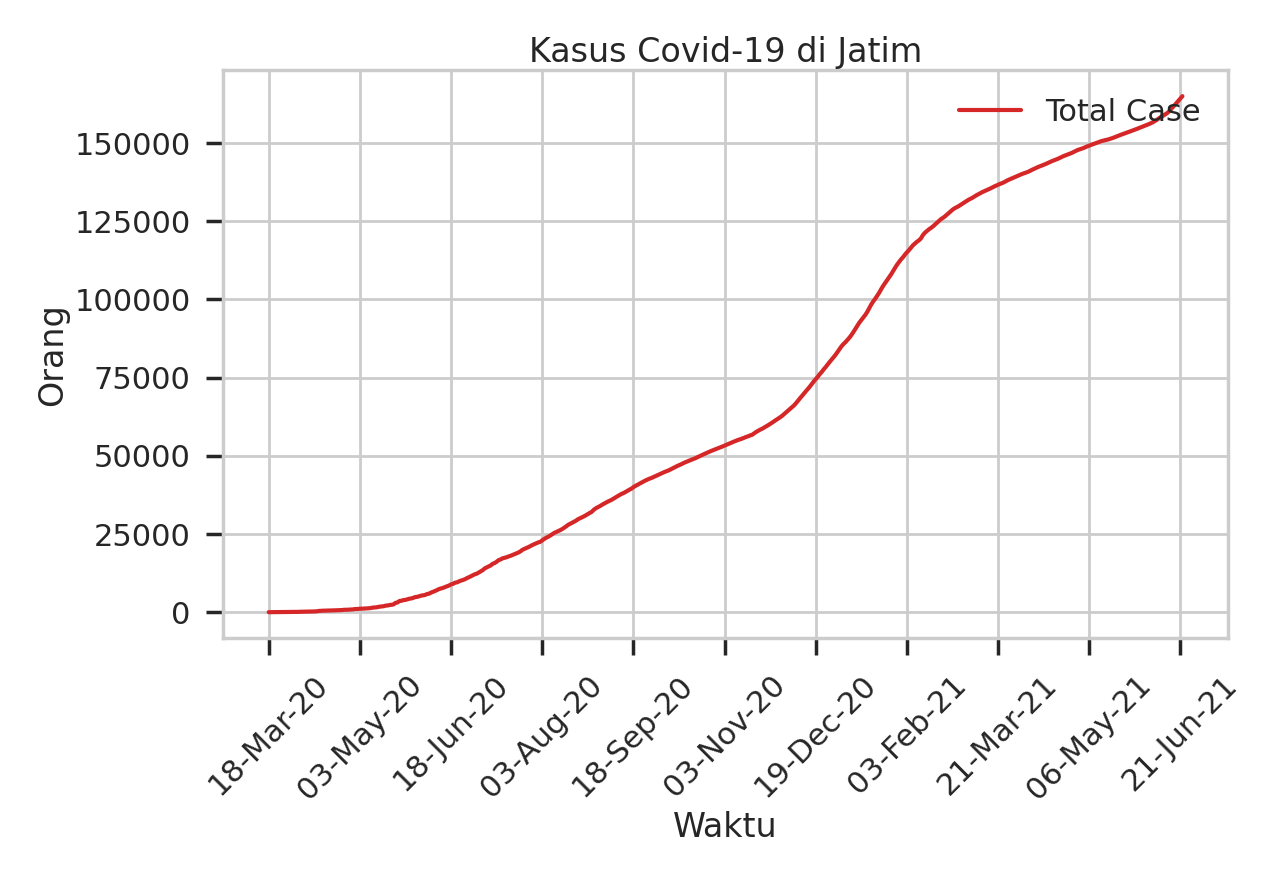 Kasus Covid-19 di Jatim
Total Case
Orang
150000
125000
100000
75000
50000
25000
0
18-Mar-20
03-May-20
18-Jun-20
03-Aug-20
18-Sep-20
03-Nov-20
19-Dec-20
03-Feb-21
21-Mar-21
06-May-21
21-Jun-21
Waktu